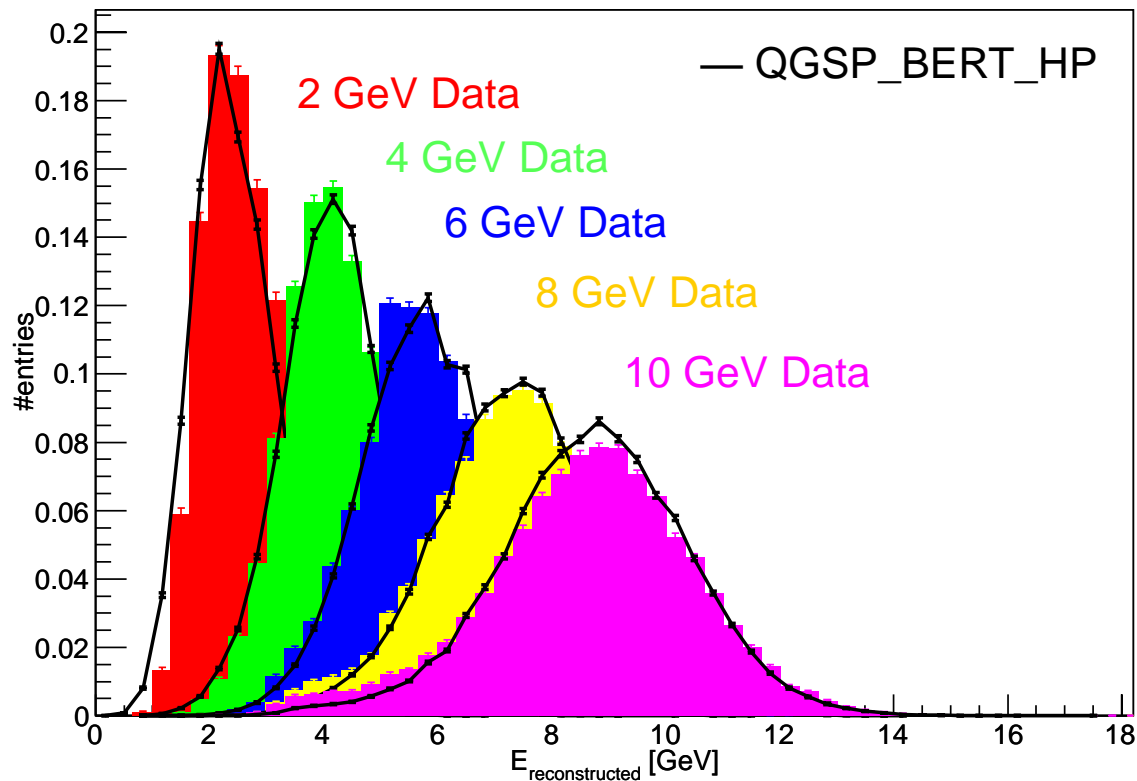 QGSP_BERT_HP
2 GeV Data
4 GeV Data
6 GeV Data
8 GeV Data
10 GeV Data
#entries
0.2
0.18
0.16
0.14
0.12
0.1
0.08
0.06
0.04
0.02
0
0 2 4 6 8 10 12 14 16 18
E_reconstructed [GeV]